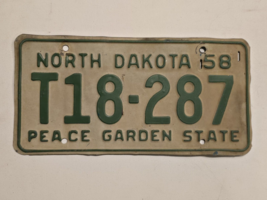 NORTH DAKOTA 58
T18-287
PEACE GARDEN STATE